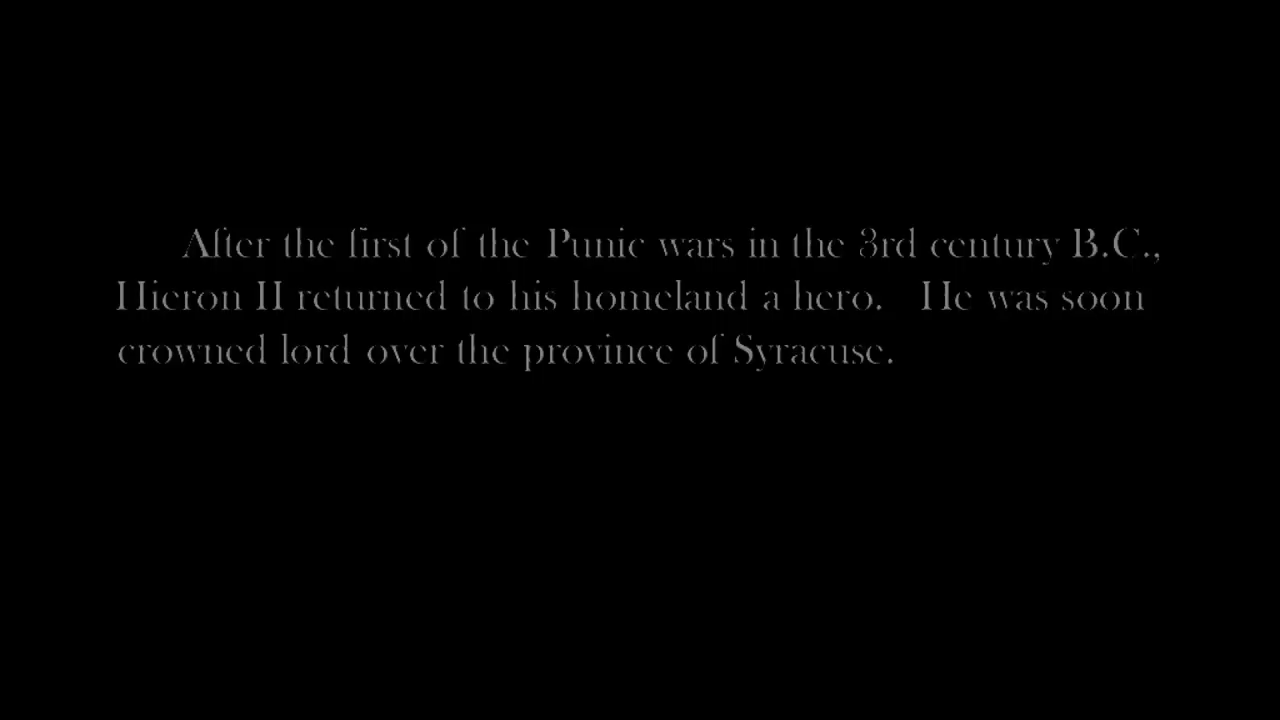 After the first of the Punic wars in the 3rd century B.C.,
Hieron II returned to his homeland a hero. He was soon
crowned lord over the province of Syracuse.